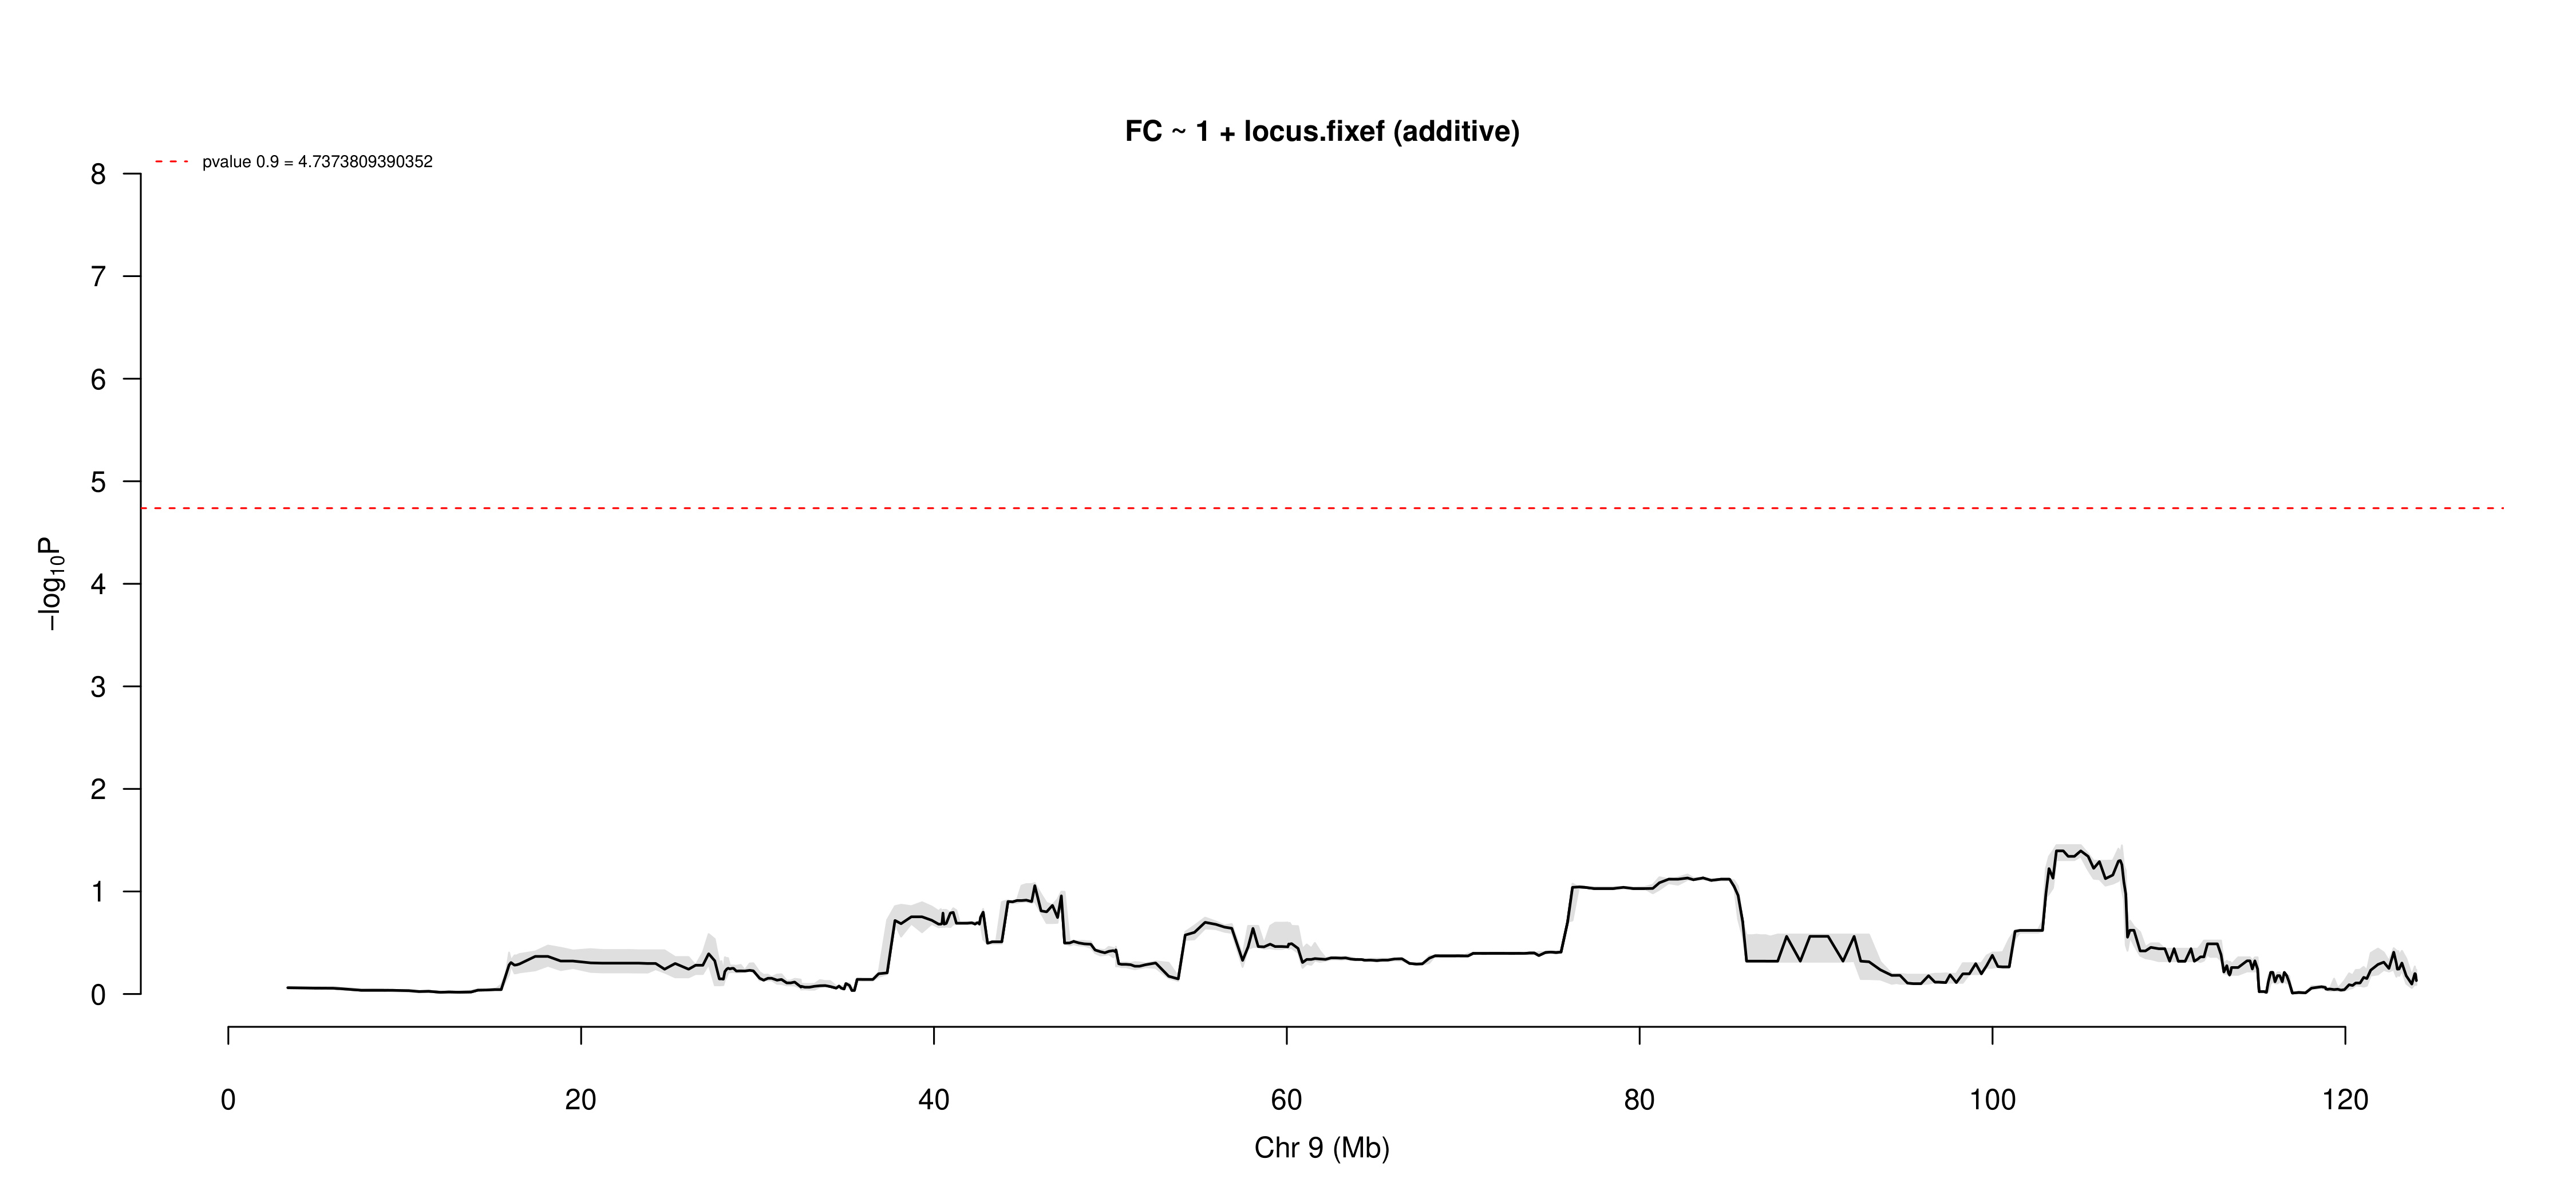 FC ~ 1 + locus.fixef (additive)
pvalue 0.9 = 4.7373809390352
8
7
6
5
4
3
2
1
0
−log10P
0 20 40 60 80 100 120
Chr 9 (Mb)